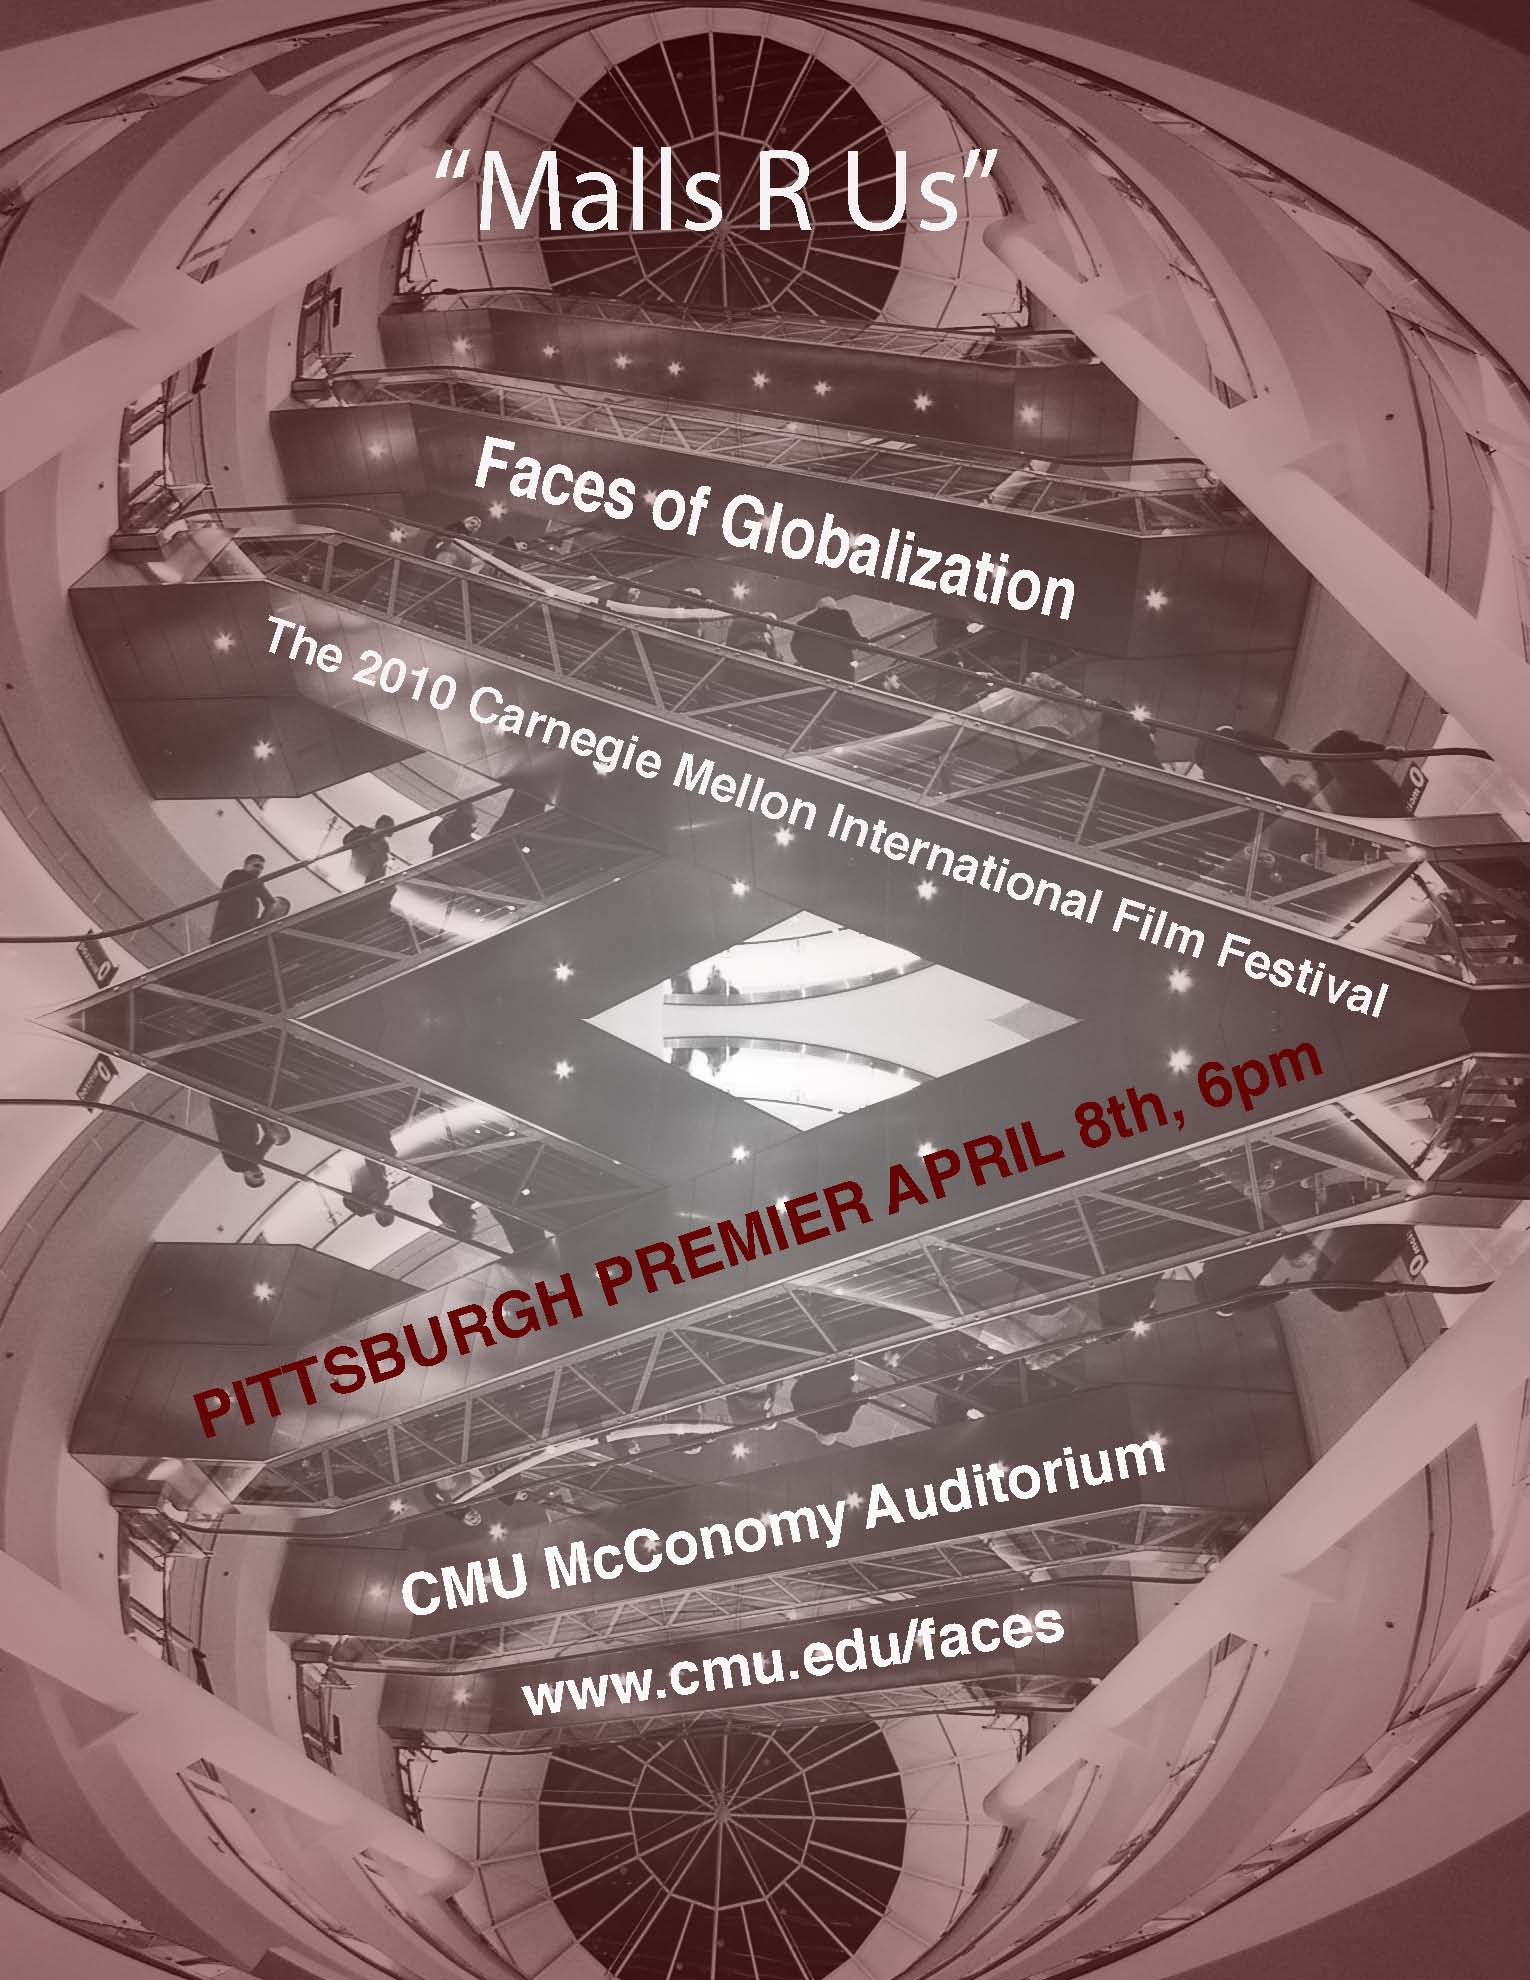 “Malls R Us”
Faces of Globalization
The 2010 Carnegie Mellon International Film Festival
PITTSBURGH PREMIER APRIL 8th, 6pm
CMU McConomy Auditorium
www.cmu.edu/faces